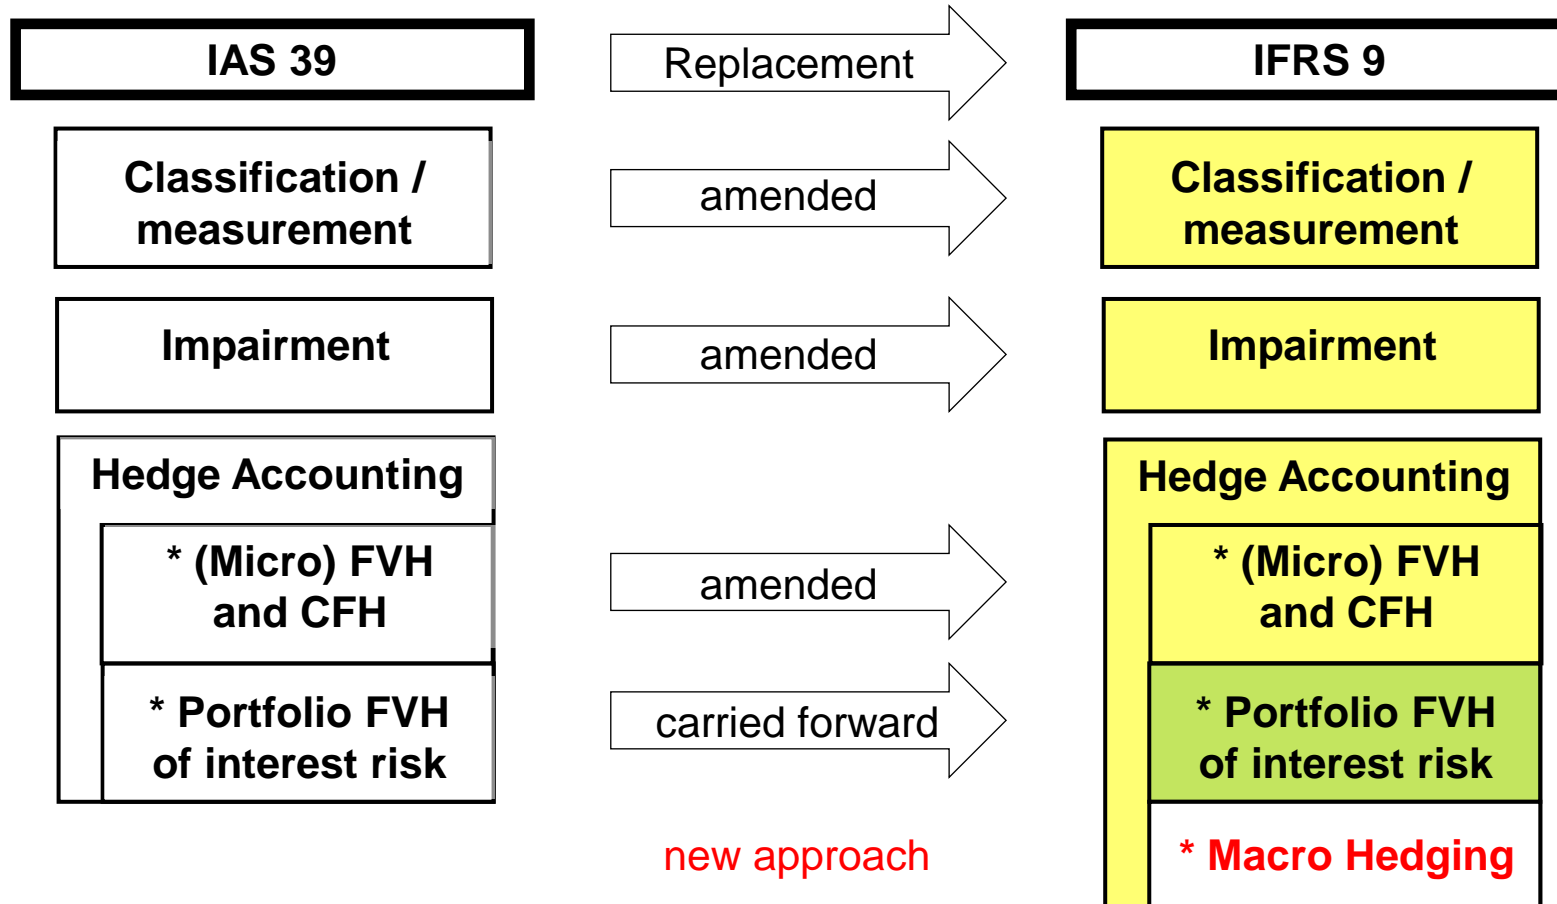 IAS 39
Replacement
IFRS 9
Classification /
measurement
amended
Classification /
measurement
Impairment
amended
Impairment
Hedge Accounting
Hedge Accounting
* (Micro) FVH
and CFH
amended
* (Micro) FVH
and CFH
* Portfolio FVH
of interest risk
carried forward
* Portfolio FVH
of interest risk
new approach
* Macro Hedging